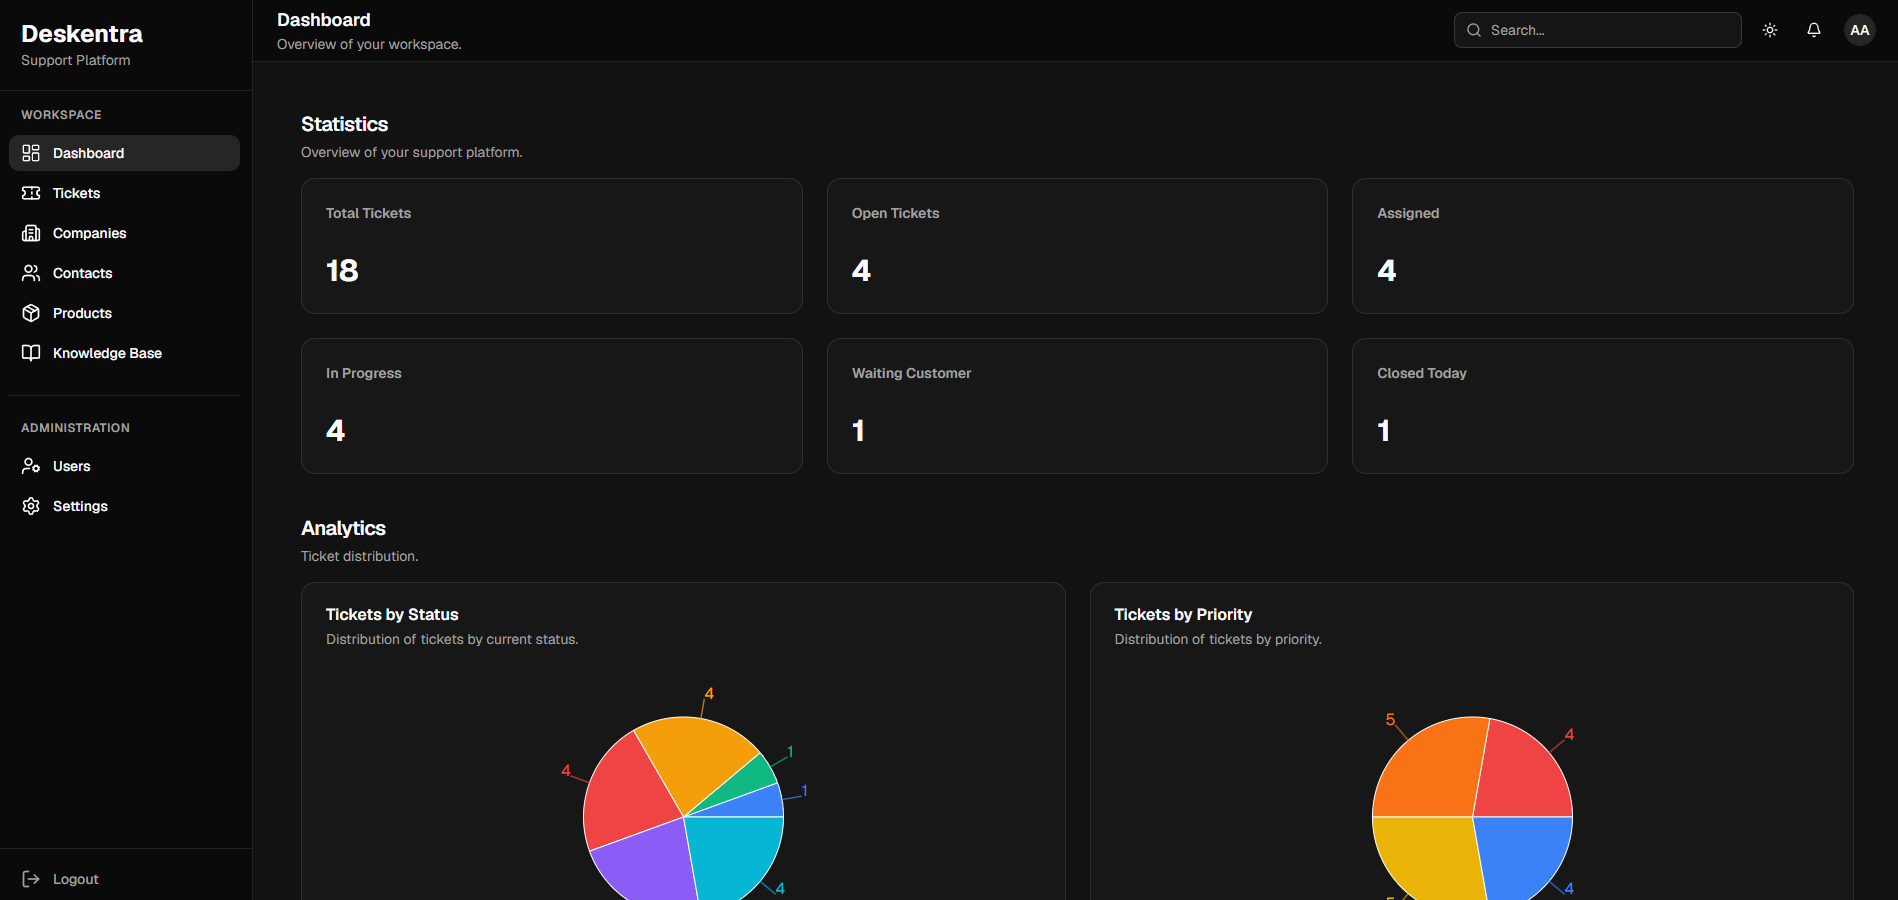 Deskentra
Support Platform
WORKSPACE
Dashboard
Tickets
Companies
Contacts
Products
Knowledge Base
ADMINISTRATION
Users
Settings
Logout
Dashboard
Overview of your workspace.
Search...
AA
Statistics
Overview of your support platform.
Total Tickets
18
Open Tickets
4
Assigned
4
In Progress
4
Waiting Customer
1
Closed Today
1
Analytics
Ticket distribution.
Tickets by Status
Distribution of tickets by current status.
4
1
4
1
4
Tickets by Priority
Distribution of tickets by priority.
5
4
4